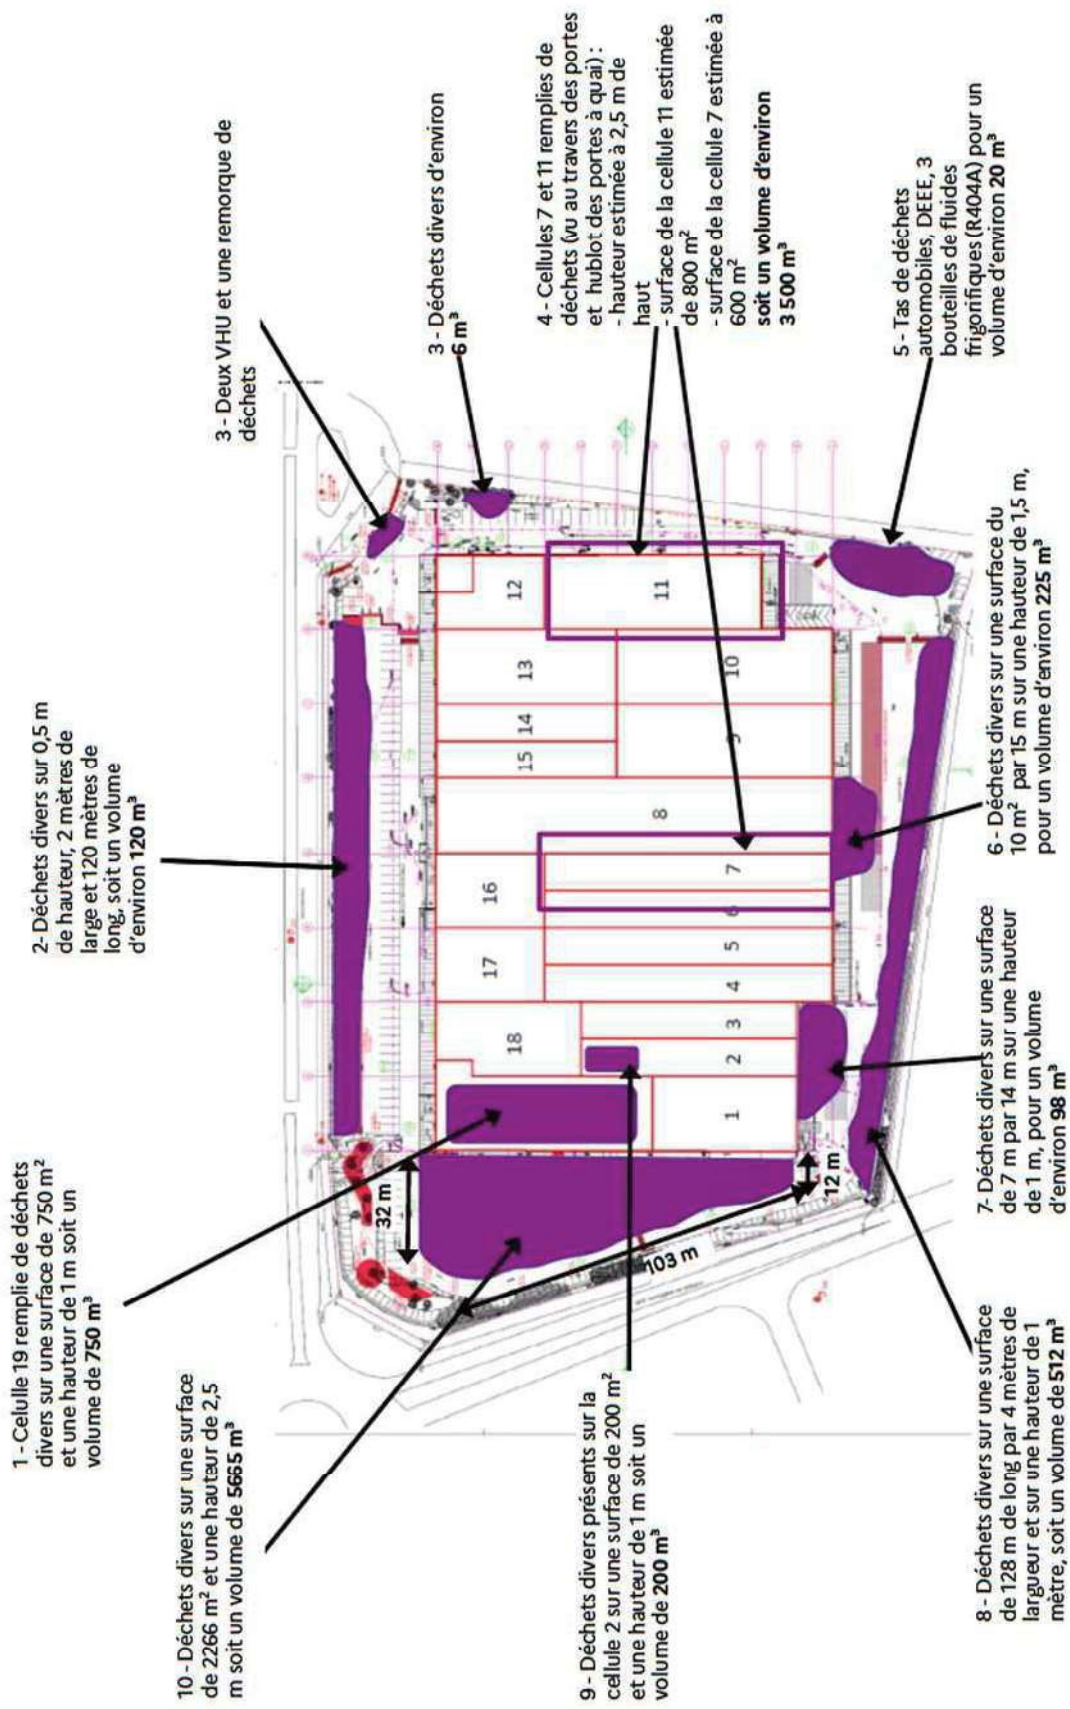 1 - Celulle 19 remplie de déchets
divers sur une surface de 750 m²
et une hauteur de 1 m soit un
volume de 750 m³
2- Déchets divers sur 0,5 m
de hauteur, 2 mètres de
large et 120 mètres de
long, soit un volume
d'environ 120 m³
3 - Deux VHU et une remorque de
déchets
3 - Déchets divers d'environ
6 m³
4 - Cellules 7 et 11 remplies de
déchets (vu au travers des portes
et hublot des portes à quai) :
- hauteur estimée à 2,5 m de
haut
- surface de la cellule 11 estimée
de 800 m²
- surface de la cellule 7 estimée à
600 m²
soit un volume d'environ
3 500 m³
5 - Tas de déchets
automobiles, DEEE, 3
bouteilles de fluides
frigorifiques (R404A) pour un
volume d'environ 20 m³
6 - Déchets divers sur une surface du
10 m² par 15 m sur une hauteur de 1,5 m,
pour un volume d'environ 225 m³
7- Déchets divers sur une surface
de 7 m par 14 m sur une hauteur
de 1 m, pour un volume
d'environ 98 m³
8 - Déchets divers sur une surface
de 128 m de long par 4 mètres de
largueur et sur une hauteur de 1
mètre, soit un volume de 512 m³
9 - Déchets divers présents sur la
cellule 2 sur une surface de 200 m²
et une hauteur de 1 m soit un
volume de 200 m³
10 - Déchets divers sur une surface
de 2266 m² et une hauteur de 2,5
m soit un volume de 5665 m³
32 m
103 m
12 m
18
17
16
15
14
13
12
1
2
3
4
5
6
7
8
9
10
11